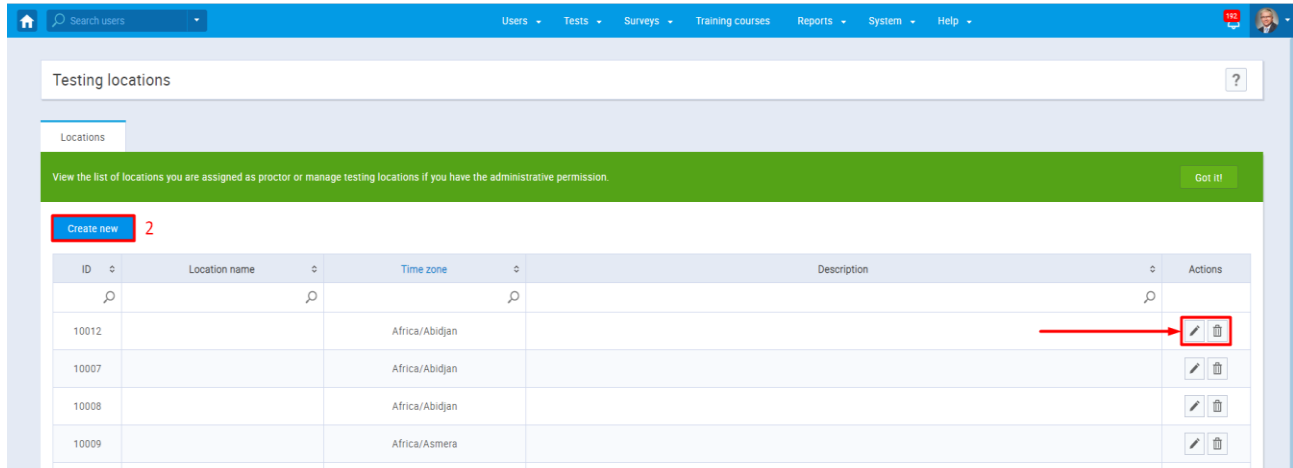 Search users
Users Tests Surveys Training courses Reports System Help
192
Testing locations
?
Locations
View the list of locations you are assigned as proctor or manage testing locations if you have the administrative permission.
Got it!
Create new
2
ID Location name Time zone Description Actions
10012 Africa/Abidjan
10007 Africa/Abidjan
10008 Africa/Abidjan
10009 Africa/Asmera